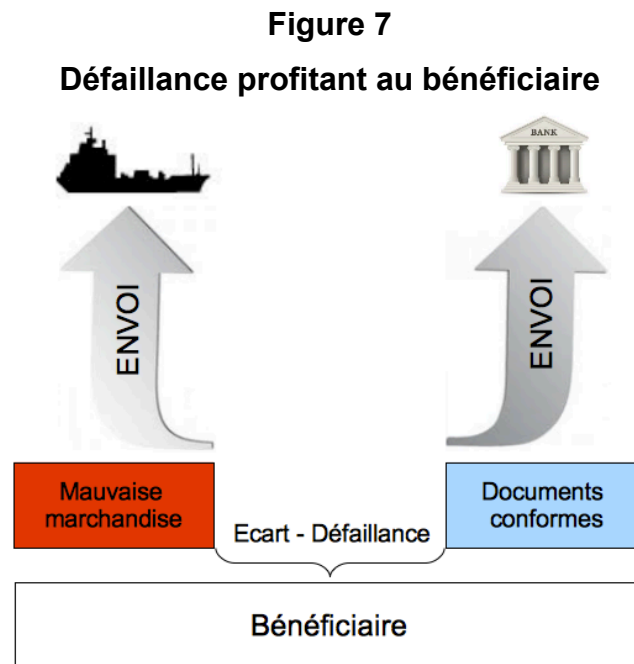 Figure 7
Défaillance profitant au bénéficiaire
BANK
ENVOI
ENVOI
Mauvaise
marchandise
Ecart - Défaillance
Documents
conformes
Bénéficiaire